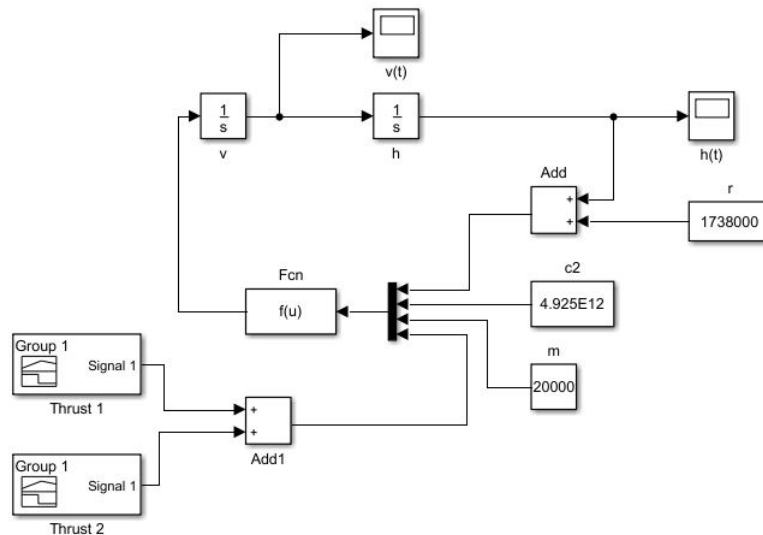 v(t)
1
s
v
1
s
h
h(t)
Add
+
+
r
1738000
c2
4.925E12
Fcn
f(u)
m
20000
Group 1
Signal 1
Thrust 1
+
+
Add1
Group 1
Signal 1
Thrust 2